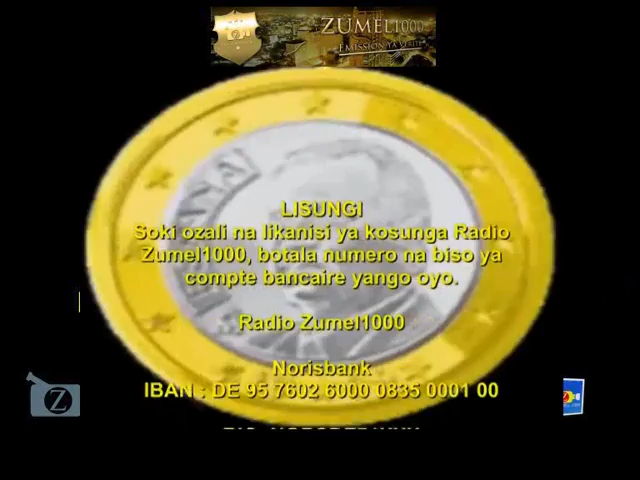 ZUMEL1000
EMISSION YA VERITE
LISUNGI
Soki ozali na likanisi ya kosunga Radio
Zumel1000, botala numero na biso ya
compte bancaire yango oyo.
Radio Zumel1000
Norisbank
IBAN : DE 95 7602 6000 0835 0001 00
Z